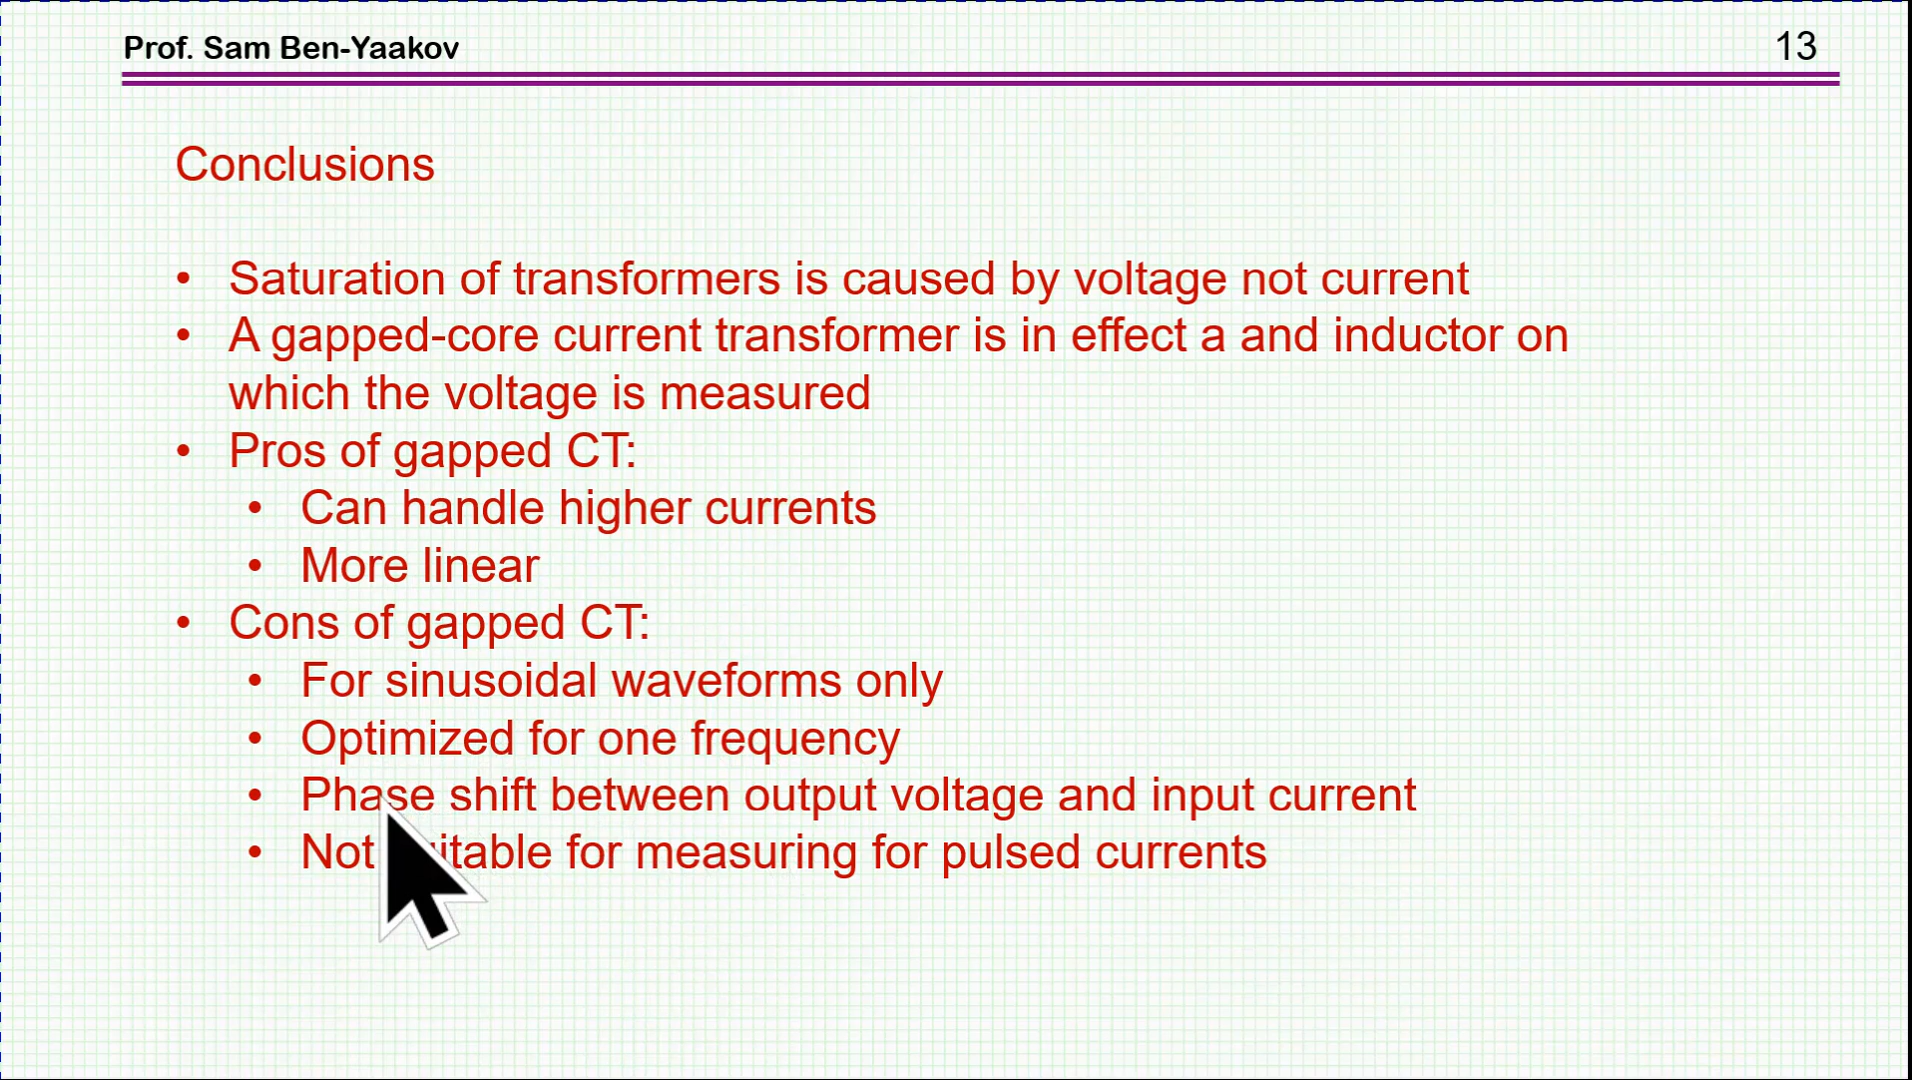 Prof. Sam Ben-Yaakov
13
Conclusions
• Saturation of transformers is caused by voltage not current
• A gapped-core current transformer is in effect a and inductor on
which the voltage is measured
• Pros of gapped CT:
• Can handle higher currents
• More linear
• Cons of gapped CT:
• For sinusoidal waveforms only
• Optimized for one frequency
• Phase shift between output voltage and input current
• Not suitable for measuring for pulsed currents